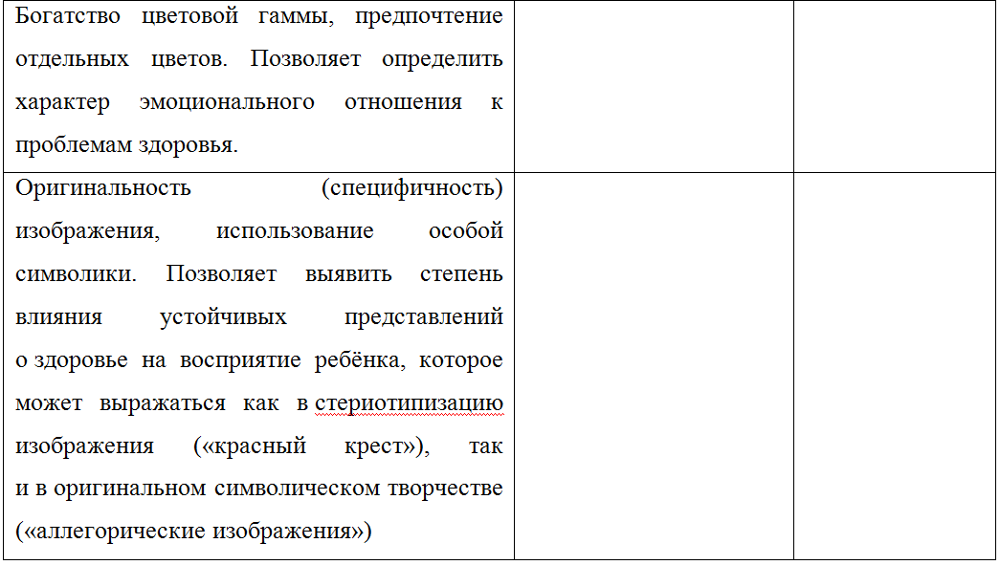 Богатство цветовой гаммы, предпочтение
отдельных цветов. Позволяет определить
характер эмоционального отношения к
проблемам здоровья.
Оригинальность (специфичность)
изображения, использование особой
символики. Позволяет выявить степень
влияния устойчивых представлений
о здоровье на восприятие ребёнка, которое
может выражаться как в стериотипизацию
изображения («красный крест»), так
и в оригинальном символическом творчестве
(«аллегорические изображения»)